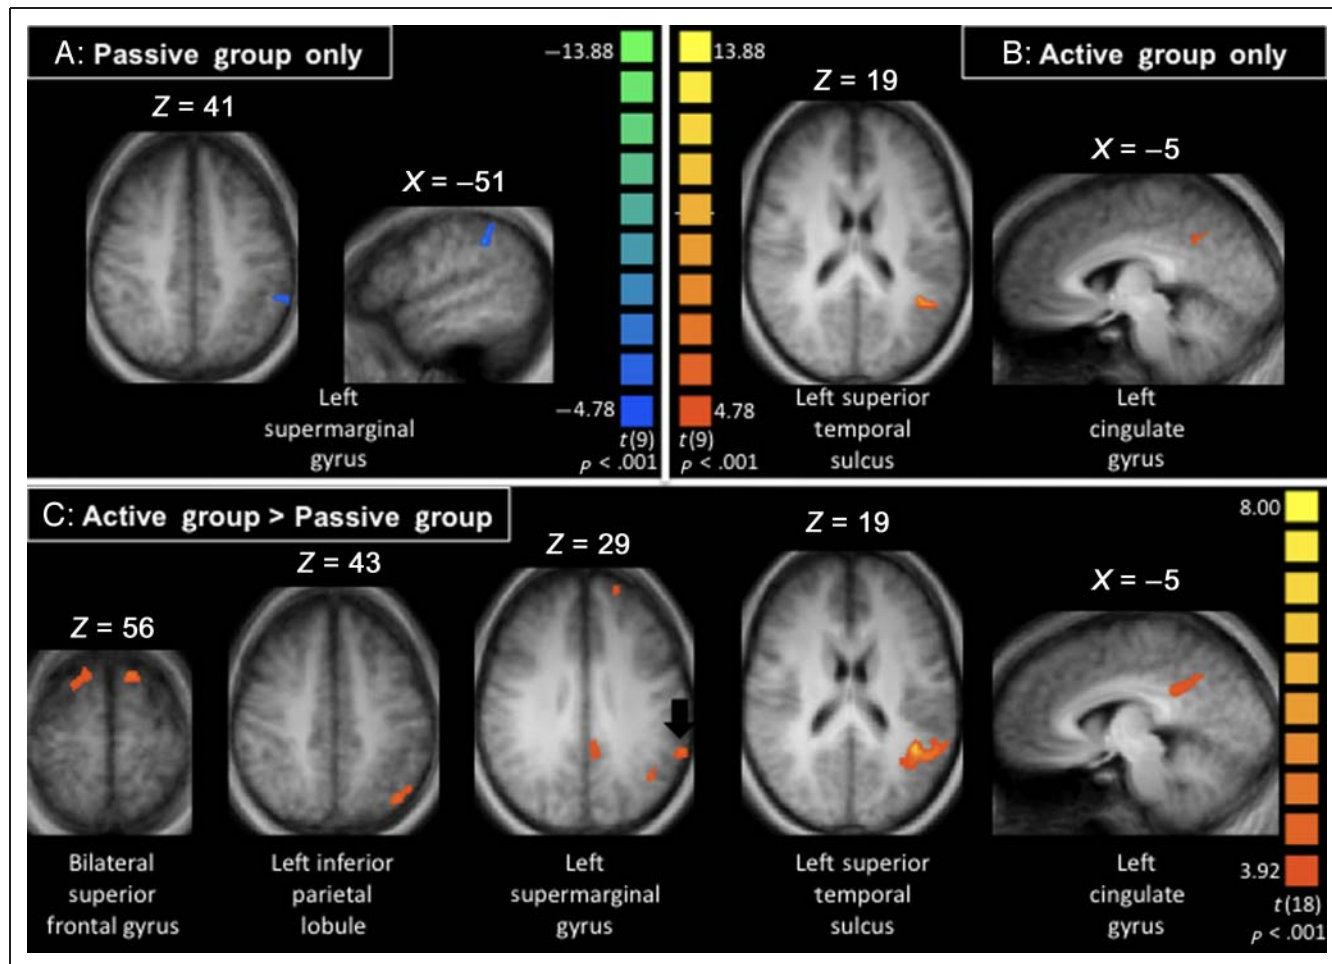 A: Passive group only
Z = 41
X = –51
Left
supermarginal
gyrus
–13.88
–4.78
t(9)
p < .001
13.88
4.78
t(9)
p < .001
B: Active group only
Z = 19
X = –5
Left superior
temporal
sulcus
Left
cingulate
gyrus
C: Active group > Passive group
Z = 56
Z = 43
Z = 29
Z = 19
X = –5
Bilateral
superior
frontal gyrus
Left inferior
parietal
lobule
Left
supermarginal
gyrus
Left superior
temporal
sulcus
Left
cingulate
gyrus
8.00
3.92
t(18)
p < .001